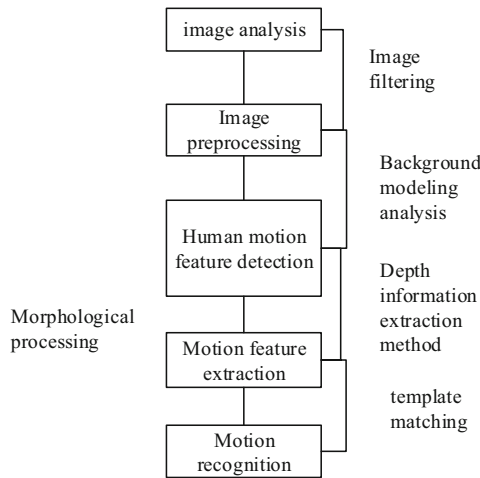 image analysis
Image
filtering
Image
preprocessing
Background
modeling
analysis
Human motion
feature detection
Depth
information
extraction
method
Morphological
processing
Motion feature
extraction
template
matching
Motion
recognition